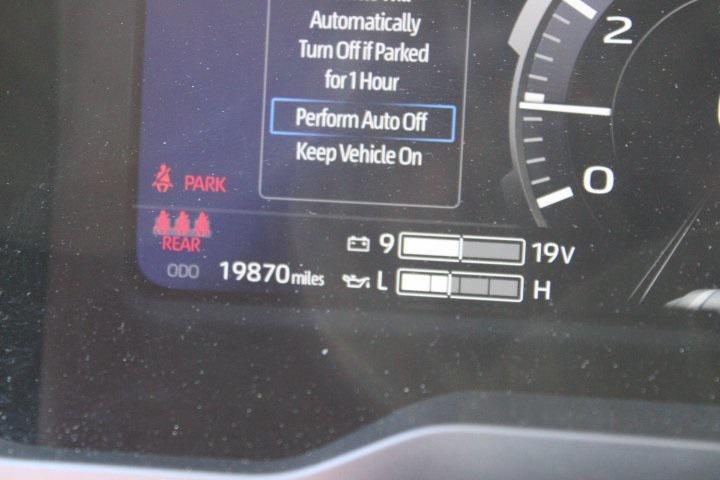 Automatically
Turn Off if Parked
for 1 Hour
Perform Auto Off
Keep Vehicle On
2
0
PARK
REAR
9 19V
ODO 19870 miles
L H